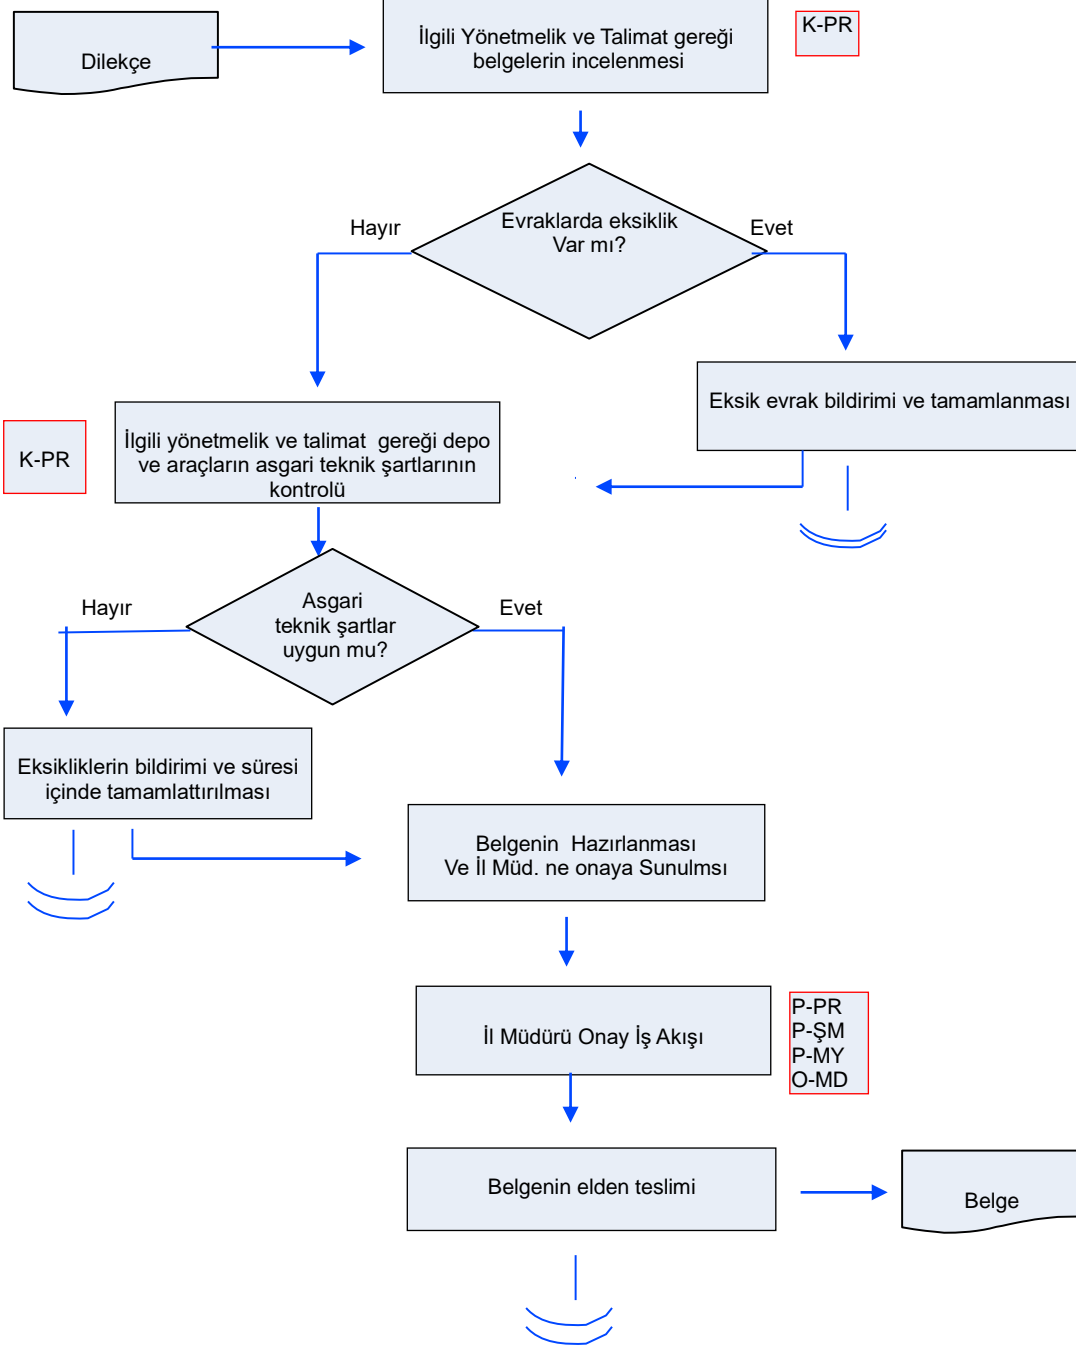 Dilekçe
İlgili Yönetmelik ve Talimat gereği
belgelerin incelenmesi
K-PR
Evraklarda eksiklik
Var mı?
Hayır
Evet
Eksik evrak bildirimi ve tamamlanması
K-PR
İlgili yönetmelik ve talimat  gereği depo
ve araçların asgari teknik şartlarının
kontrolü
Asgari
teknik şartlar
uygun mu?
Hayır
Evet
Eksikliklerin bildirimi ve süresi
içinde tamamlattırılması
Belgenin  Hazırlanması
Ve İl Müd. ne onaya Sunulmsı
İl Müdürü Onay İş Akışı
P-PR
P-ŞM
P-MY
O-MD
Belgenin elden teslimi
Belge